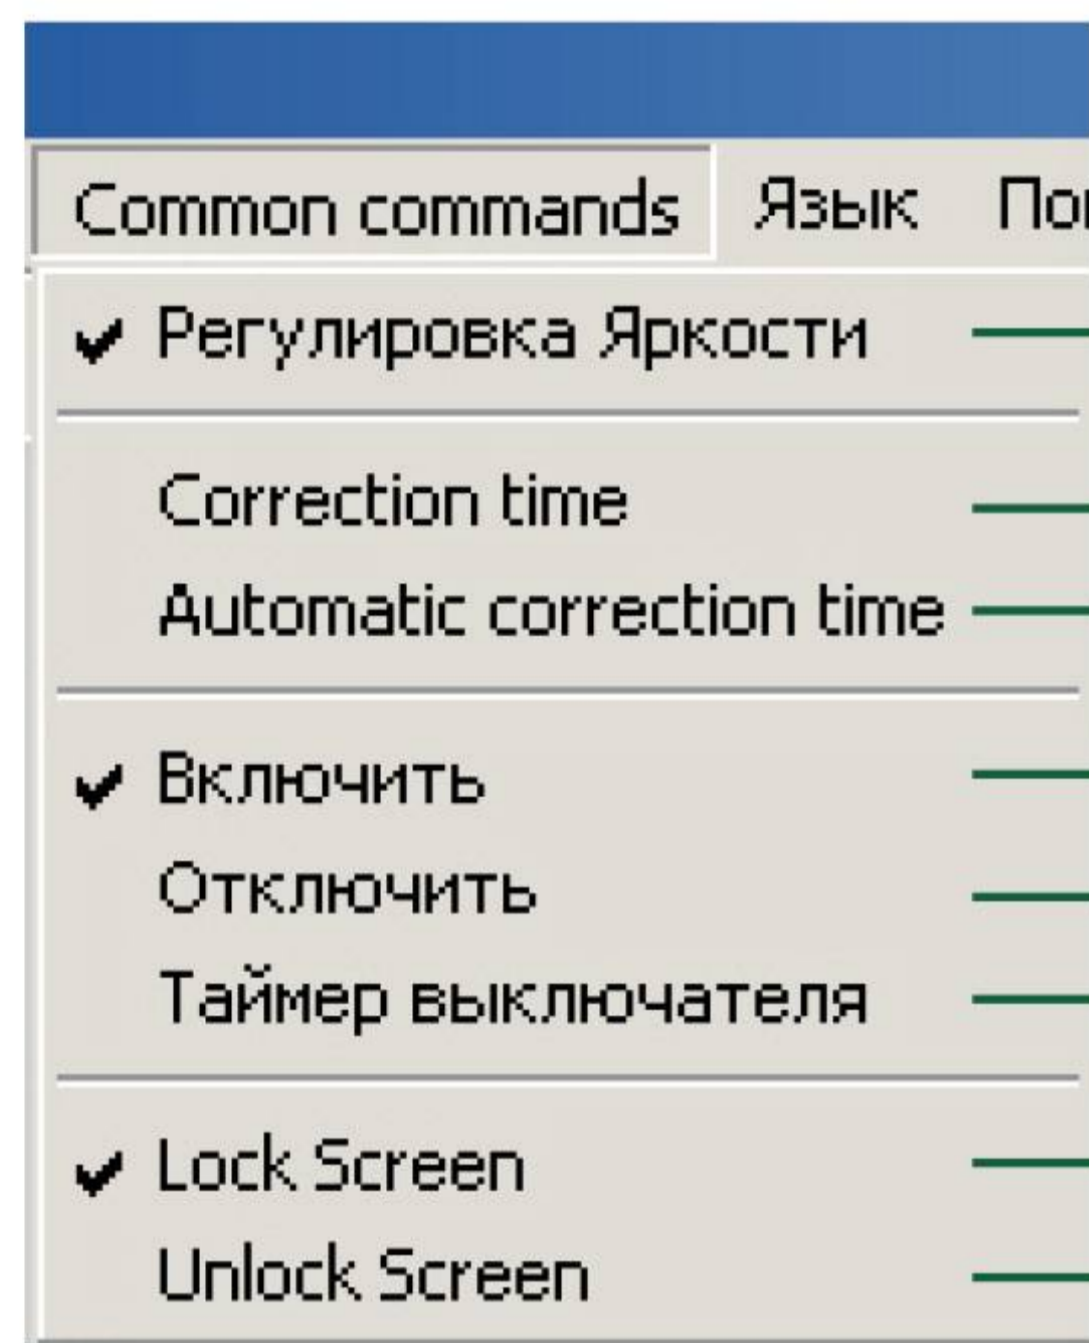 Common commands Язык
Регулировка Яркости
Correction time
Automatic correction time
Включить
Отключить
Таймер выключателя
Lock Screen
Unlock Screen